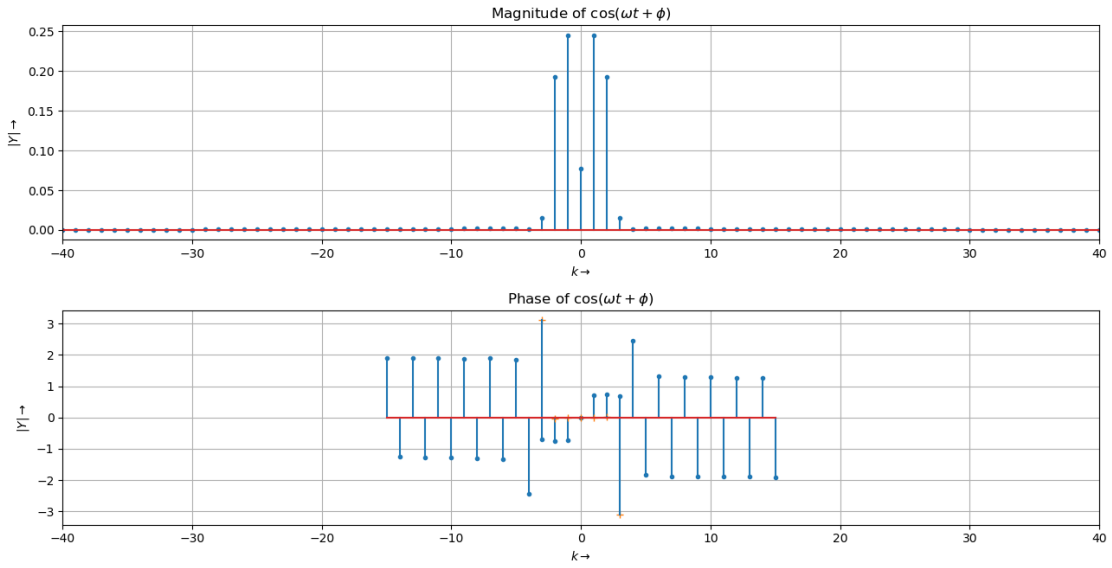 Magnitude of cos(ωt + ϕ)
|Y| →
0.25
0.20
0.15
0.10
0.05
0.00
−40 −30 −20 −10 0 10 20 30 40
k →
Phase of cos(ωt + ϕ)
|Y| →
3
2
1
0
−1
−2
−3
−40 −30 −20 −10 0 10 20 30 40
k →